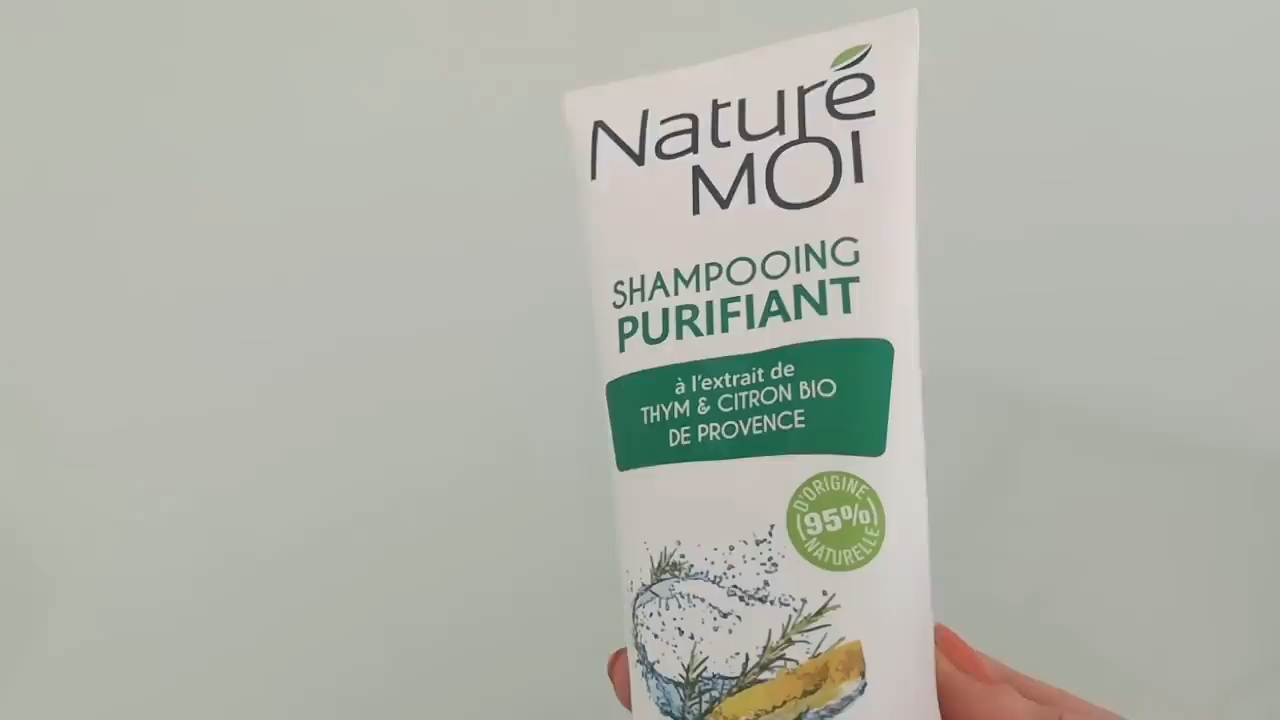 Naturé
MOI
SHAMPOOING
PURIFIANT
à l'extrait de
THYM & CITRON BIO
DE PROVENCE
D'ORIGINE
95%
NATURELLE